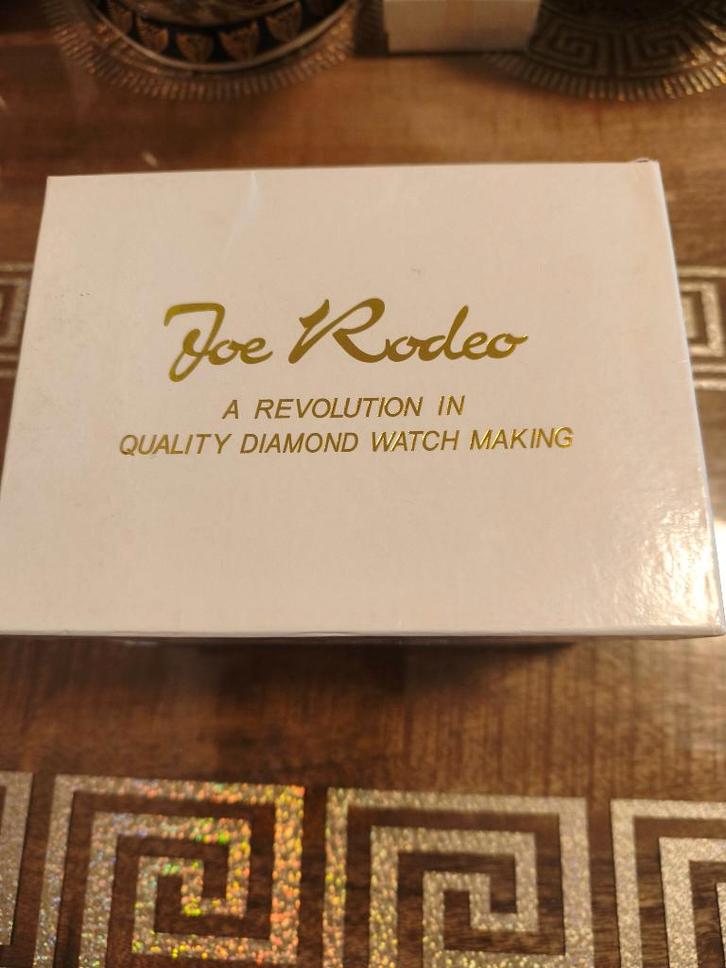 Joe Rodeo
A REVOLUTION IN
QUALITY DIAMOND WATCH MAKING